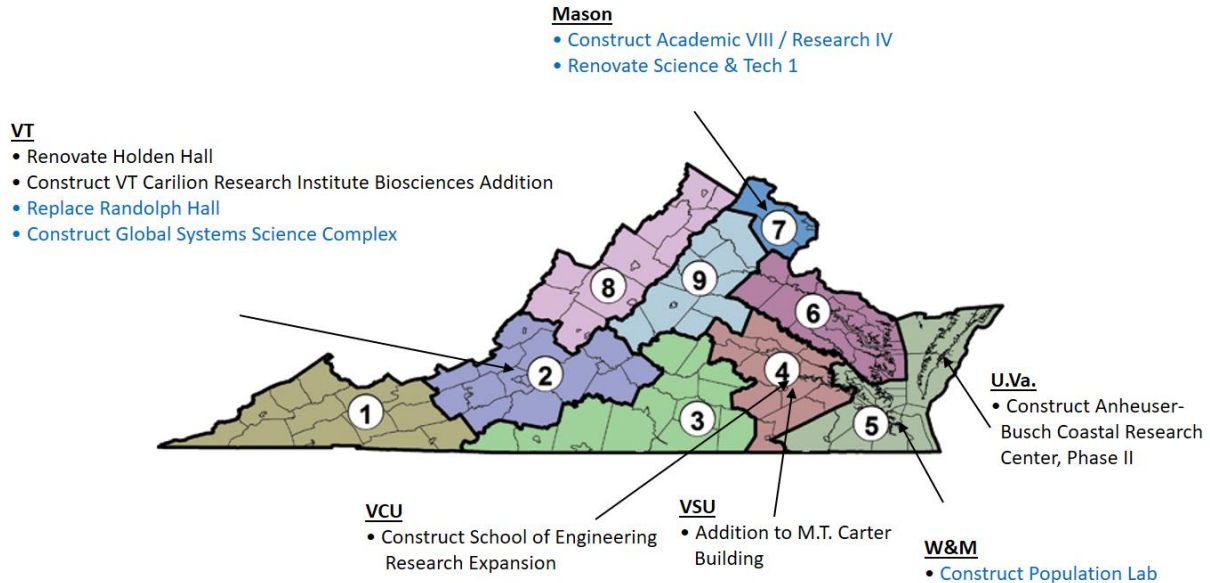 Mason
• Construct Academic VIII / Research IV
• Renovate Science & Tech 1
VT
• Renovate Holden Hall
• Construct VT Carilion Research Institute Biosciences Addition
• Replace Randolph Hall
• Construct Global Systems Science Complex
7
8
9
6
2
4
1
3
5
U.Va.
• Construct Anheuser-
Busch Coastal Research
Center, Phase II
VCU
• Construct School of Engineering
Research Expansion
VSU
• Addition to M.T. Carter
Building
W&M
• Construct Population Lab